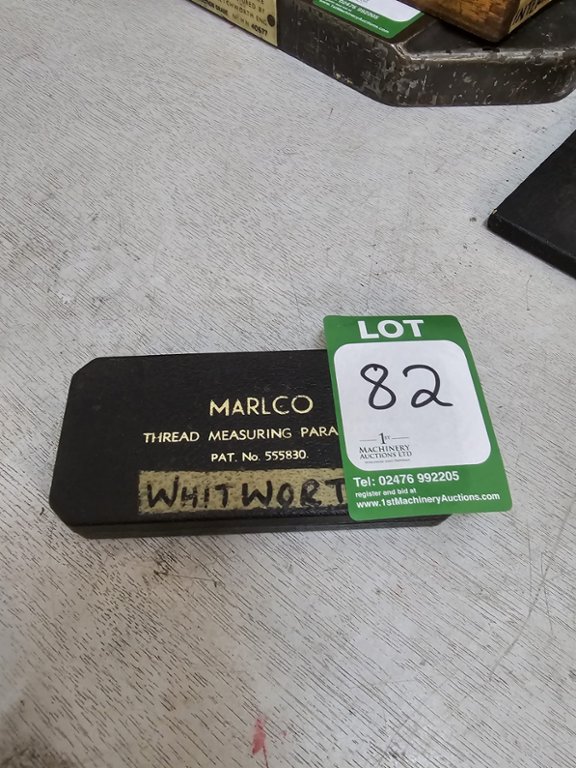 MARLCO
THREAD MEASURING PARA
PAT. No. 555830.
WHITWORT
LOT
82
1ST
MACHINERY
AUCTIONS LTD
Tel: 02476 992205
register and bid at
www.1stMachineryAuctions.com